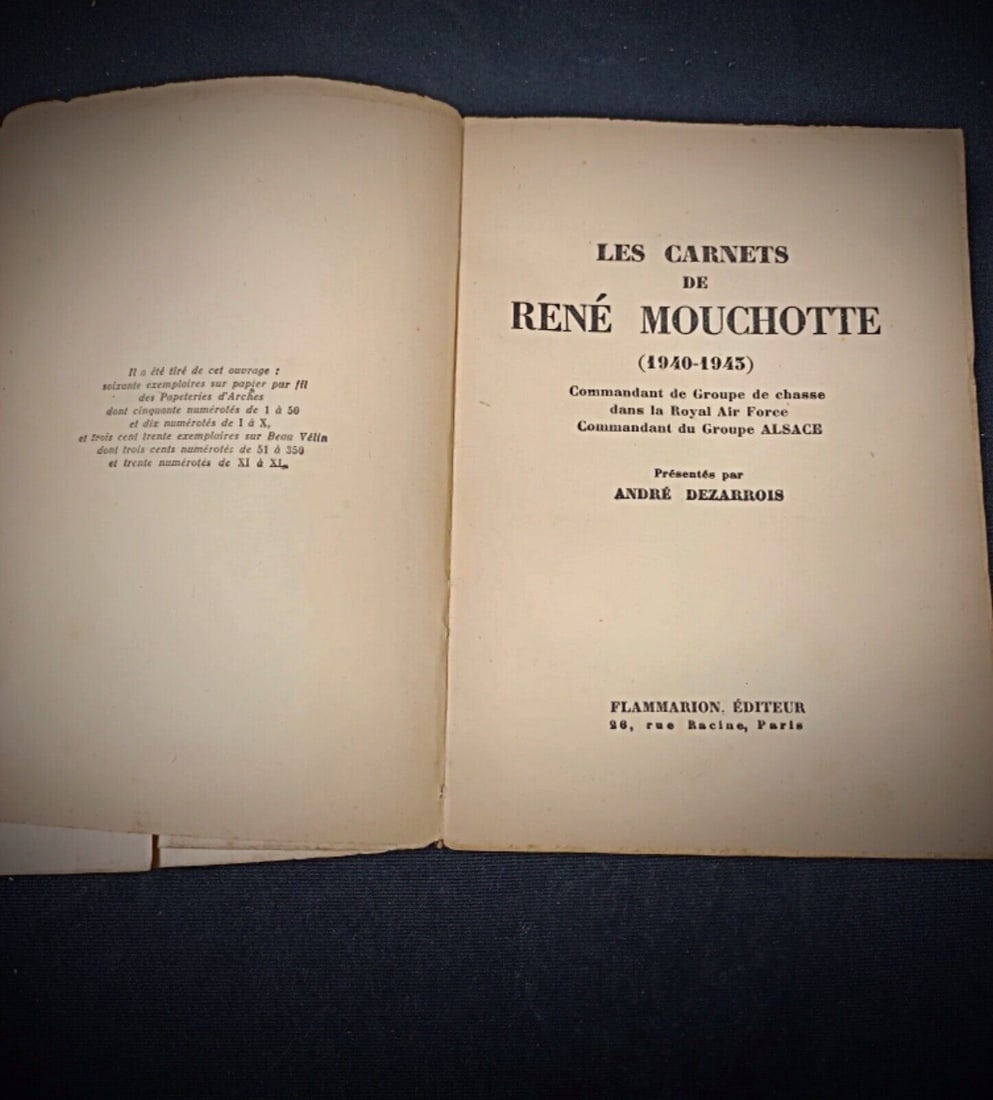 Il a été tiré de cet ouvrage :
soixante exemplaires sur papier pur fil
des Papeteries d'Arches
dont cinquante numérotés de 1 à 50
et dix numérotés de I à X,
et trois cent trente exemplaires sur Beau Vélin
dont trois cents numérotés de 51 à 350
et trente numérotés de XI à XL.
LES CARNETS
DE
RENÉ MOUCHOTTE
(1940-1943)
Commandant de Groupe de chasse
dans la Royal Air Force
Commandant du Groupe ALSACE
Présentés par
ANDRÉ DEZARROIS
FLAMMARION, ÉDITEUR
26, rue Racine, Paris